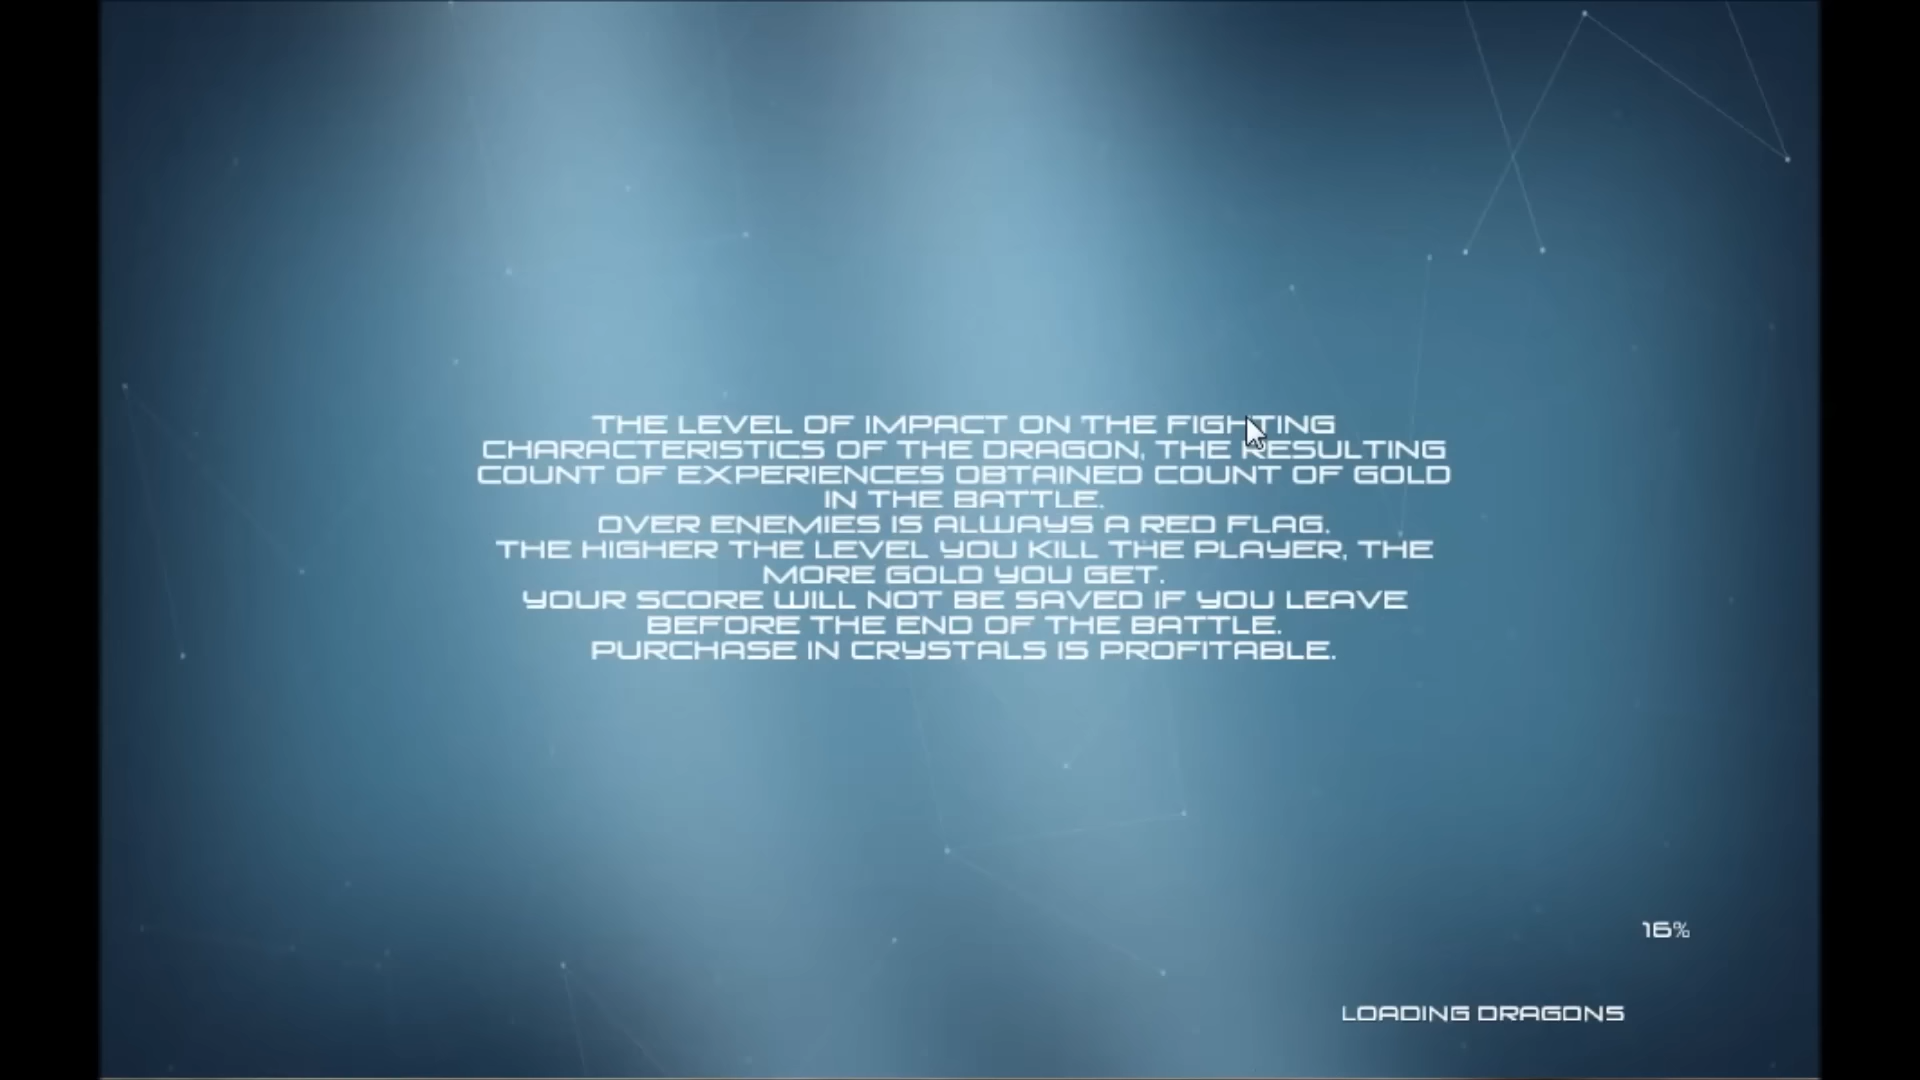 THE LEVEL OF IMPACT ON THE FIGHTING
CHARACTERISTICS OF THE DRAGON, THE RESULTING
COUNT OF EXPERIENCES OBTAINED COUNT OF GOLD
IN THE BATTLE.
OVER ENEMIES IS ALWAYS A RED FLAG.
THE HIGHER THE LEVEL YOU KILL THE PLAYER, THE
MORE GOLD YOU GET.
YOUR SCORE WILL NOT BE SAVED IF YOU LEAVE
BEFORE THE END OF THE BATTLE.
PURCHASE IN CRYSTALS IS PROFITABLE.
16%
LOADING DRAGONS